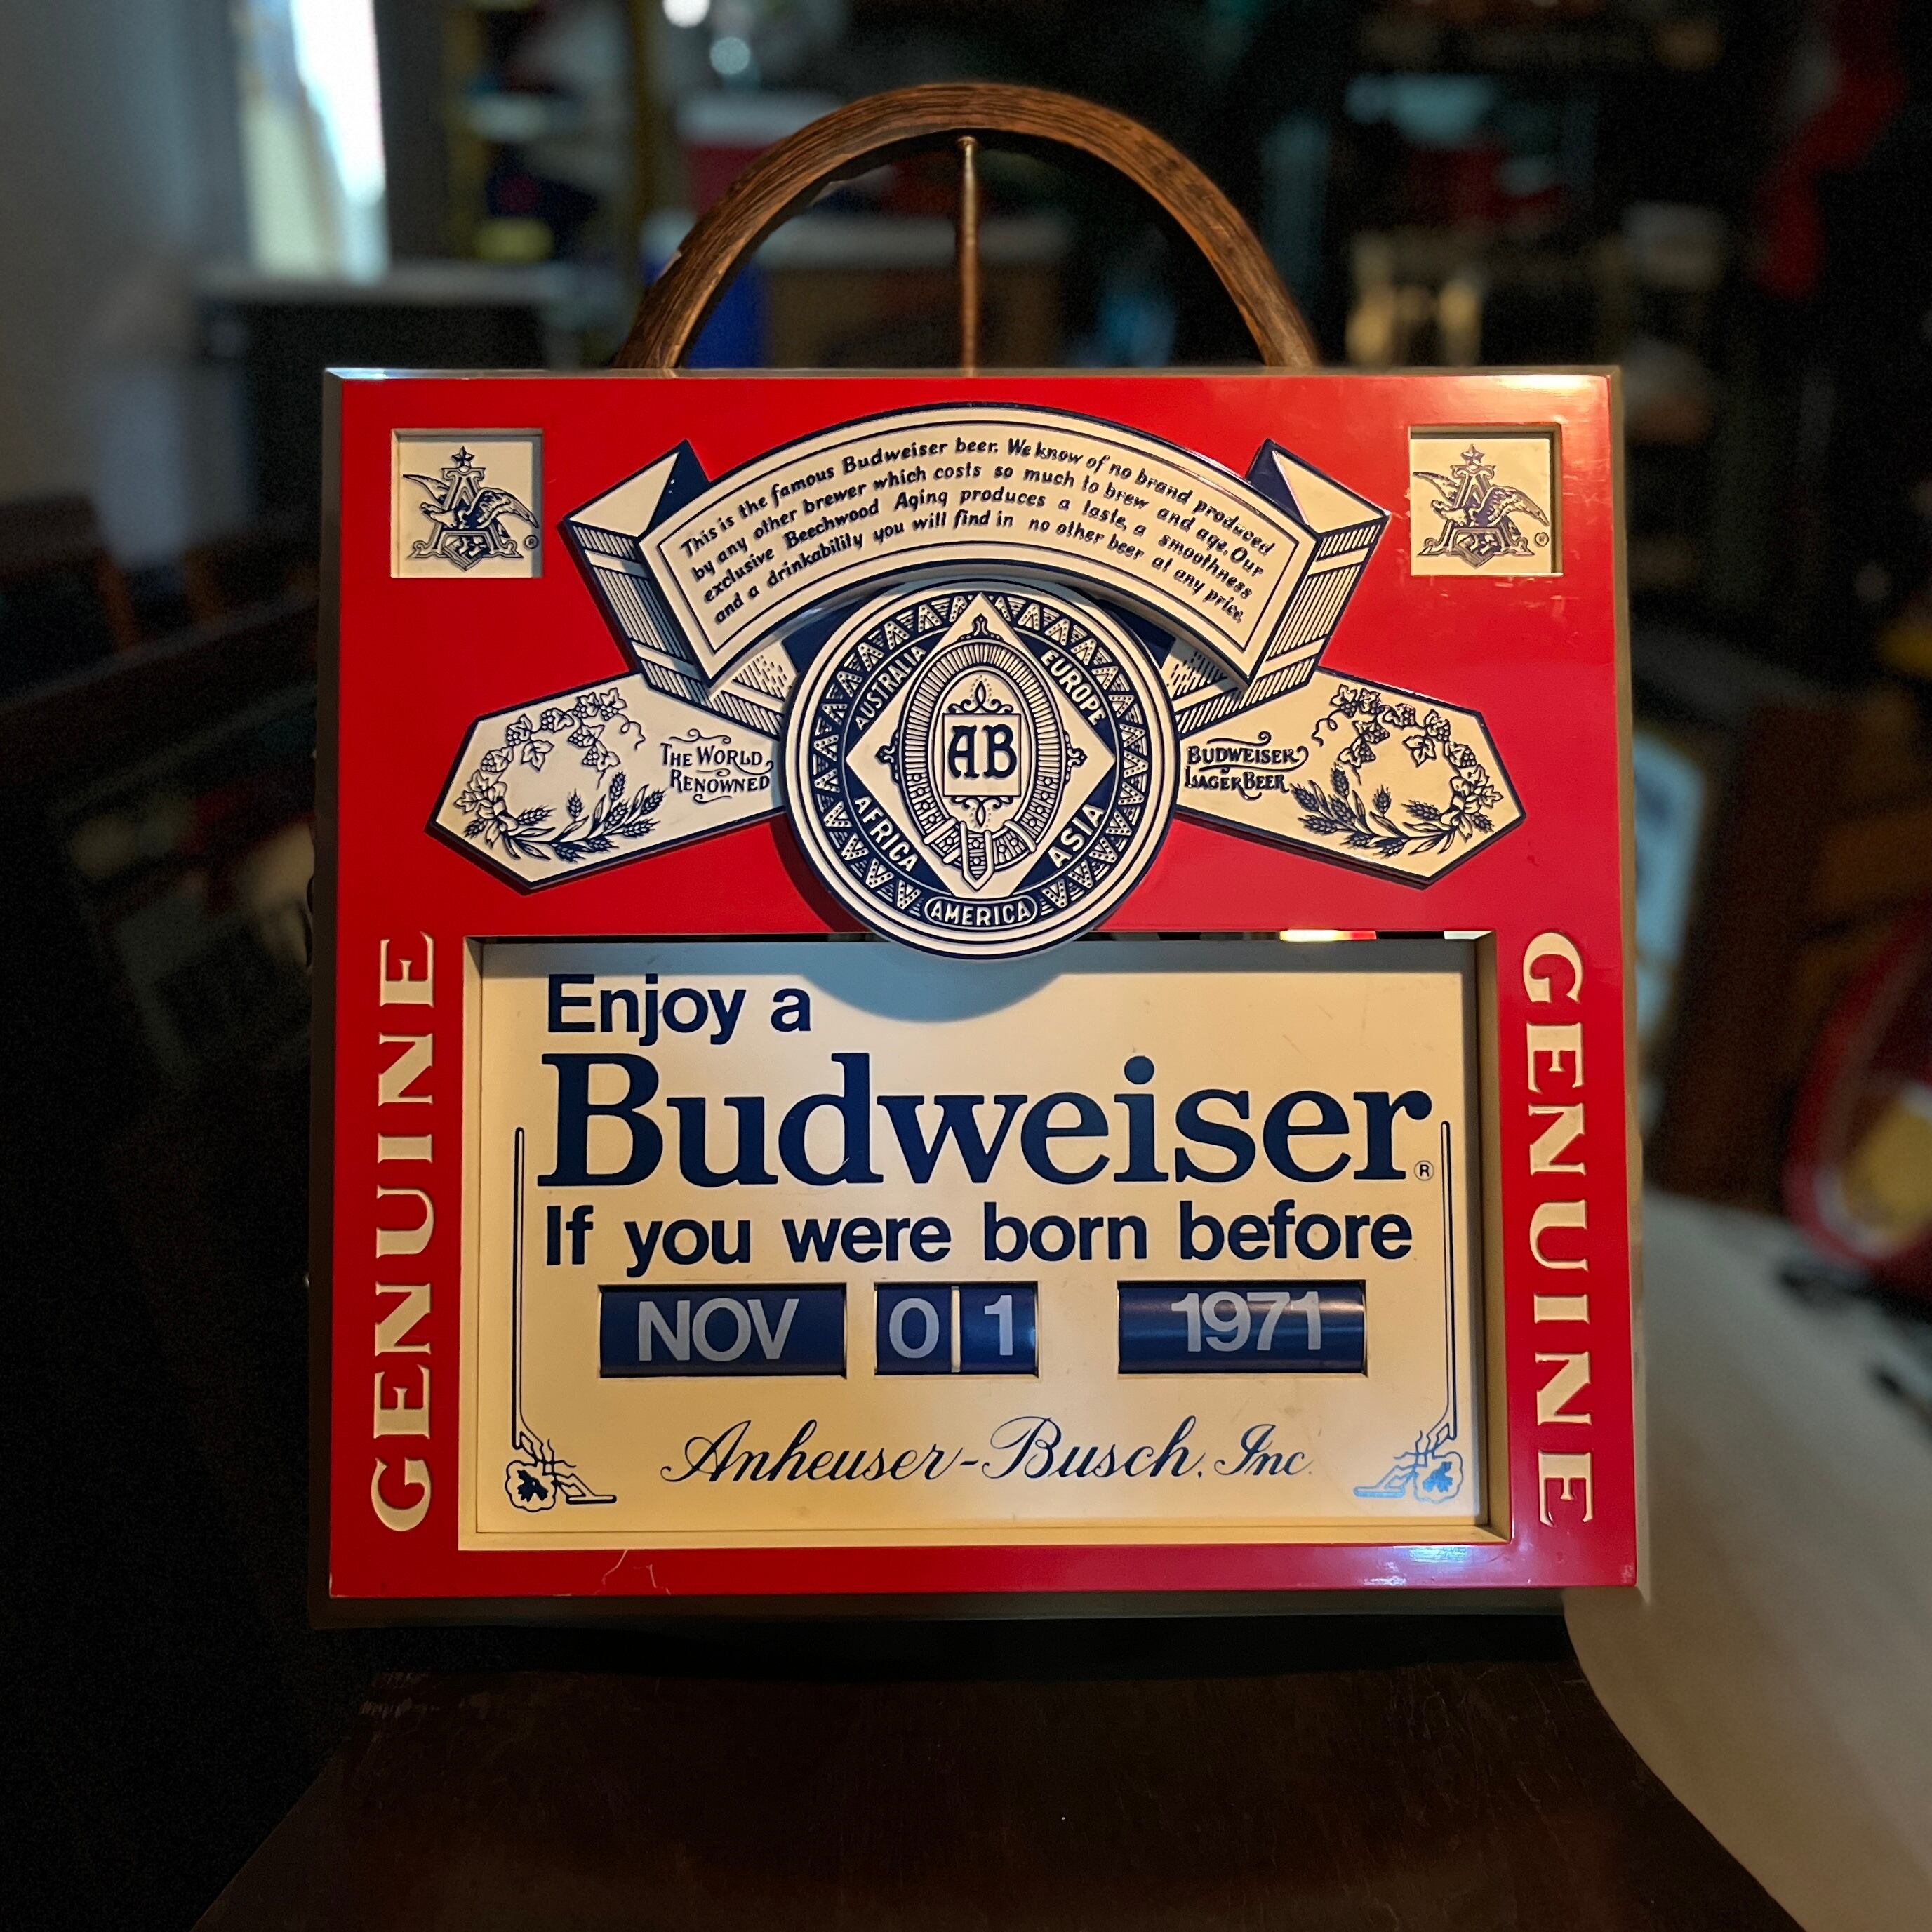 This is the famous Budweiser beer. We know of no brand produced
by any other brewer which costs so much to brew and age. Our
exclusive Beechwood Aging produces a taste, a smoothness
and a drinkability you will find in no other beer at any price.
AUSTRALIA
EUROPE
THE WORLD
RENOWNED
AB
BUDWEISER
LAGER BEER
AFRICA
ASIA
AMERICA
GENUINE
GENUINE
Enjoy a
Budweiser®
If you were born before
NOV 01 1971
Anheuser-Busch, Inc.